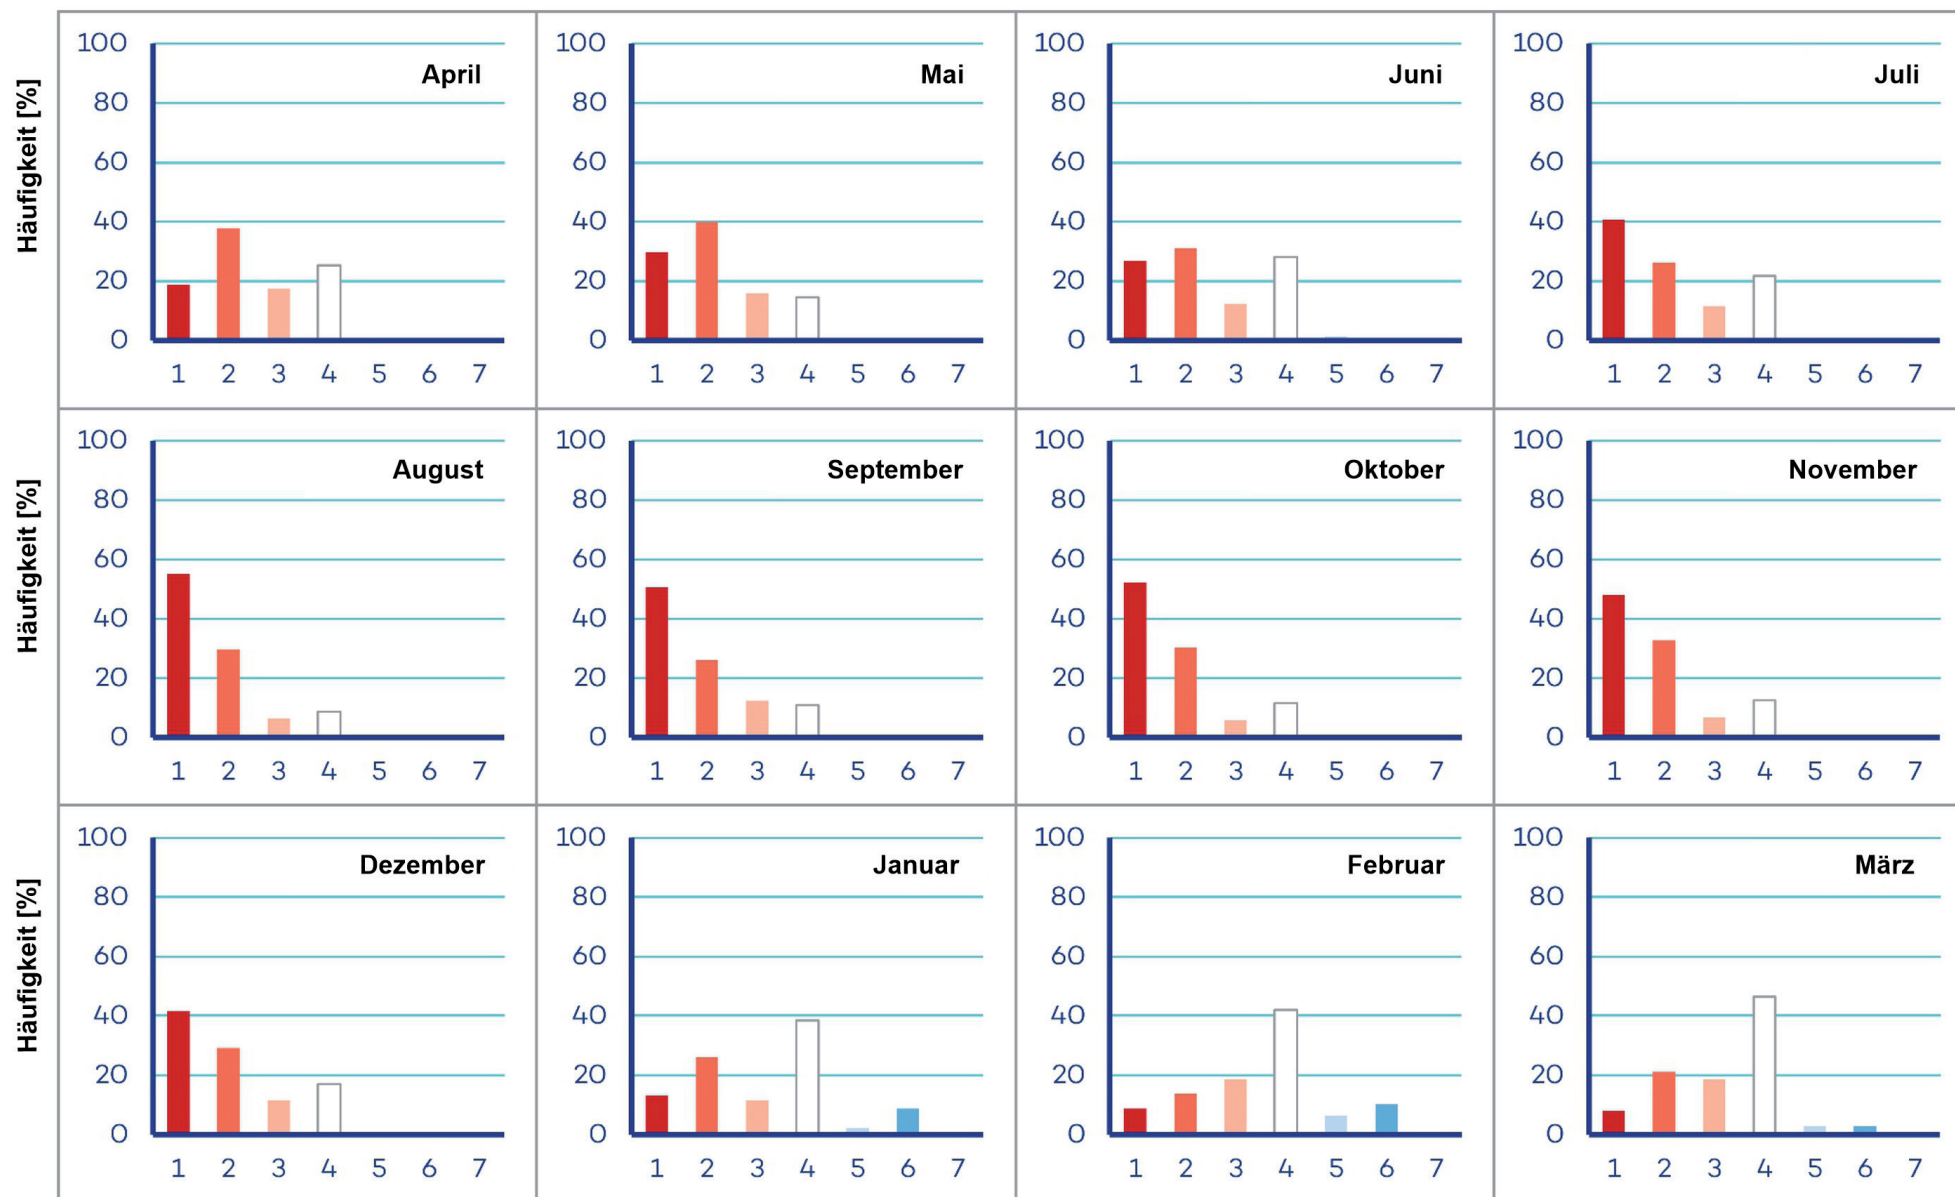 Häufigkeit [%]
100 80 60 40 20 0
April
1 2 3 4 5 6 7
100 80 60 40 20 0
Mai
1 2 3 4 5 6 7
100 80 60 40 20 0
Juni
1 2 3 4 5 6 7
100 80 60 40 20 0
Juli
1 2 3 4 5 6 7
Häufigkeit [%]
100 80 60 40 20 0
August
1 2 3 4 5 6 7
100 80 60 40 20 0
September
1 2 3 4 5 6 7
100 80 60 40 20 0
Oktober
1 2 3 4 5 6 7
100 80 60 40 20 0
November
1 2 3 4 5 6 7
Häufigkeit [%]
100 80 60 40 20 0
Dezember
1 2 3 4 5 6 7
100 80 60 40 20 0
Januar
1 2 3 4 5 6 7
100 80 60 40 20 0
Februar
1 2 3 4 5 6 7
100 80 60 40 20 0
März
1 2 3 4 5 6 7